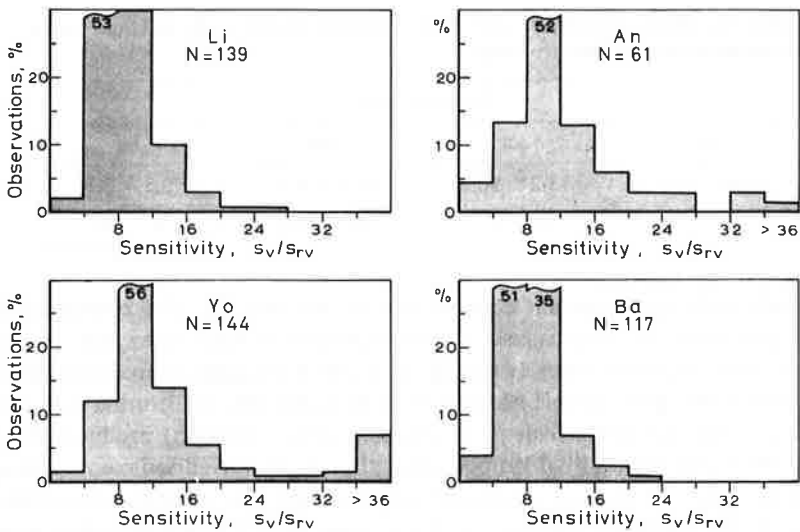 53
Li
N=139
Observations, %
20
10
0
8 16 24 32
Sensitivity, sv/srv
%
52
An
N=61
20
10
0
8 16 24 32 > 36
Sensitivity, sv/srv
Observations, %
56
Yo
N=144
20
10
0
8 16 24 32 > 36
Sensitivity, sv/srv
%
51 35
Ba
N=117
20
10
0
8 16 24 32
Sensitivity, sv/srv